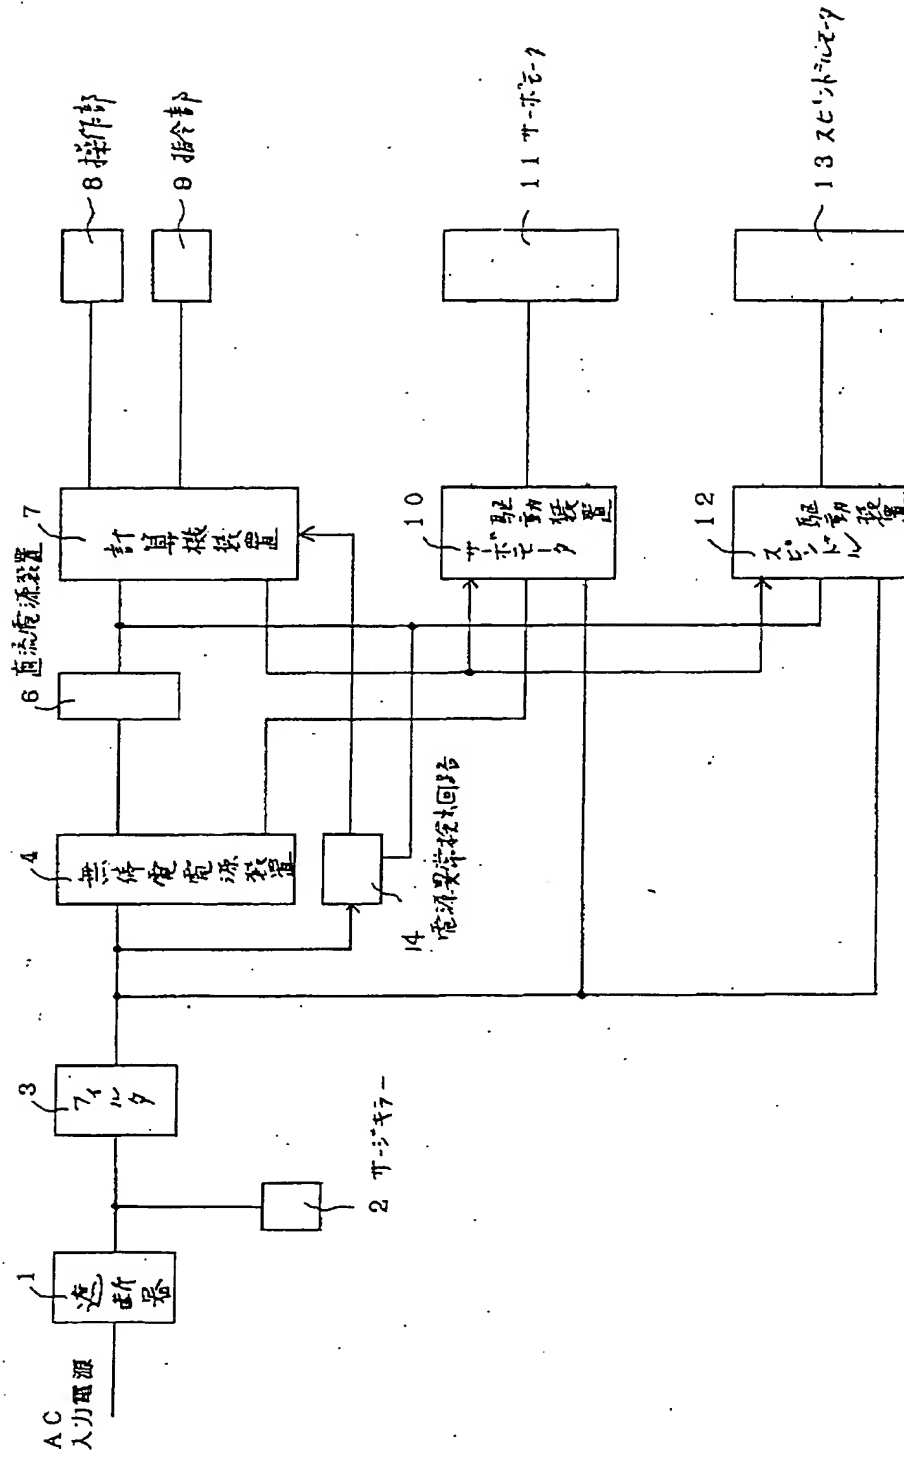 AC
入力電源
1
遮断器
2 サージキラー
3
フィルタ
4
無停電電源装置
6 直流電源装置
7
計算機装置
8 操作部
9 指令部
10
サーボモータ
駆動装置
11 サーボモータ
12
スピンドル
駆動装置
13 スピンドルモータ
14
電源異常検出回路